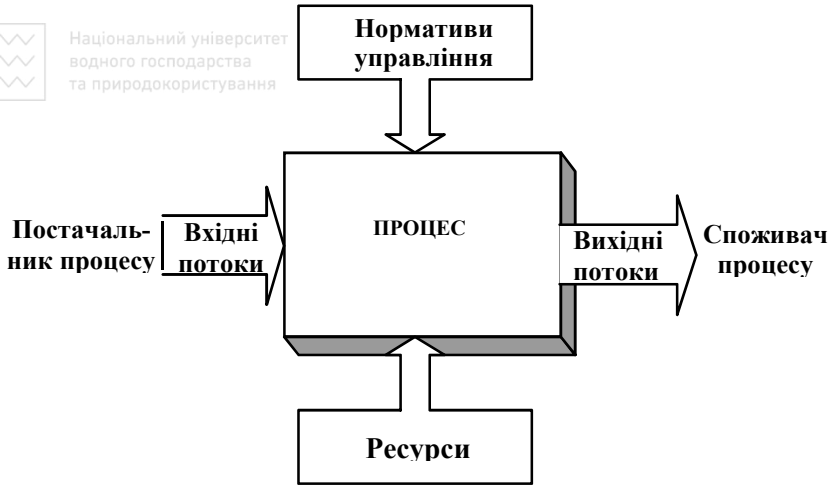 Національний університет
водного господарства
та природокористування
Нормативи
управління
Постачаль-
ник процесу
Вхідні
потоки
ПРОЦЕС
Вихідні
потоки
Споживач
процесу
Ресурси